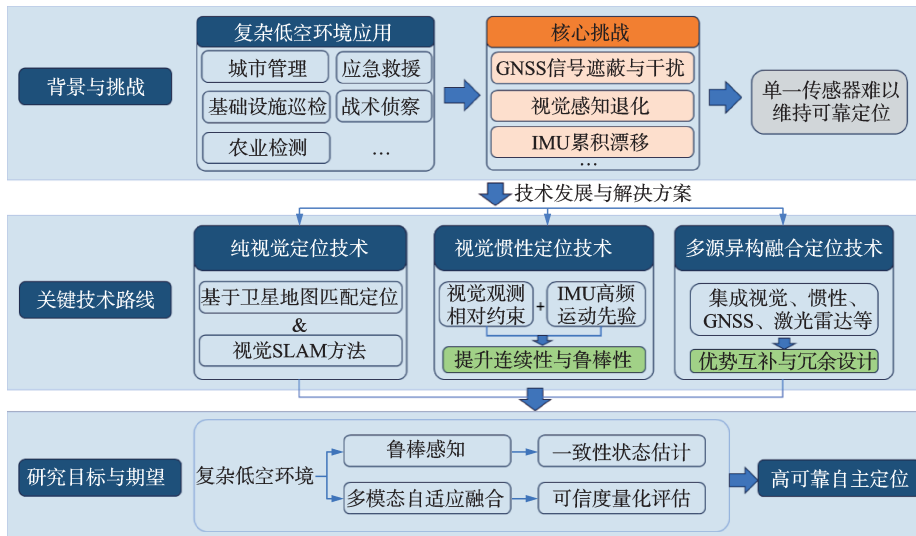 背景与挑战
复杂低空环境应用
城市管理
应急救援
基础设施巡检
战术侦察
农业检测
…
核心挑战
GNSS信号遮蔽与干扰
视觉感知退化
IMU累积漂移
…
单一传感器难以
维持可靠定位
技术发展与解决方案
关键技术路线
纯视觉定位技术
基于卫星地图匹配定位
&
视觉SLAM方法
视觉惯性定位技术
视觉观测
相对约束
+
IMU高频
运动先验
提升连续性与鲁棒性
多源异构融合定位技术
集成视觉、惯性、
GNSS、激光雷达等
优势互补与冗余设计
研究目标与期望
复杂低空环境
鲁棒感知
一致性状态估计
多模态自适应融合
可信度量化评估
高可靠自主定位